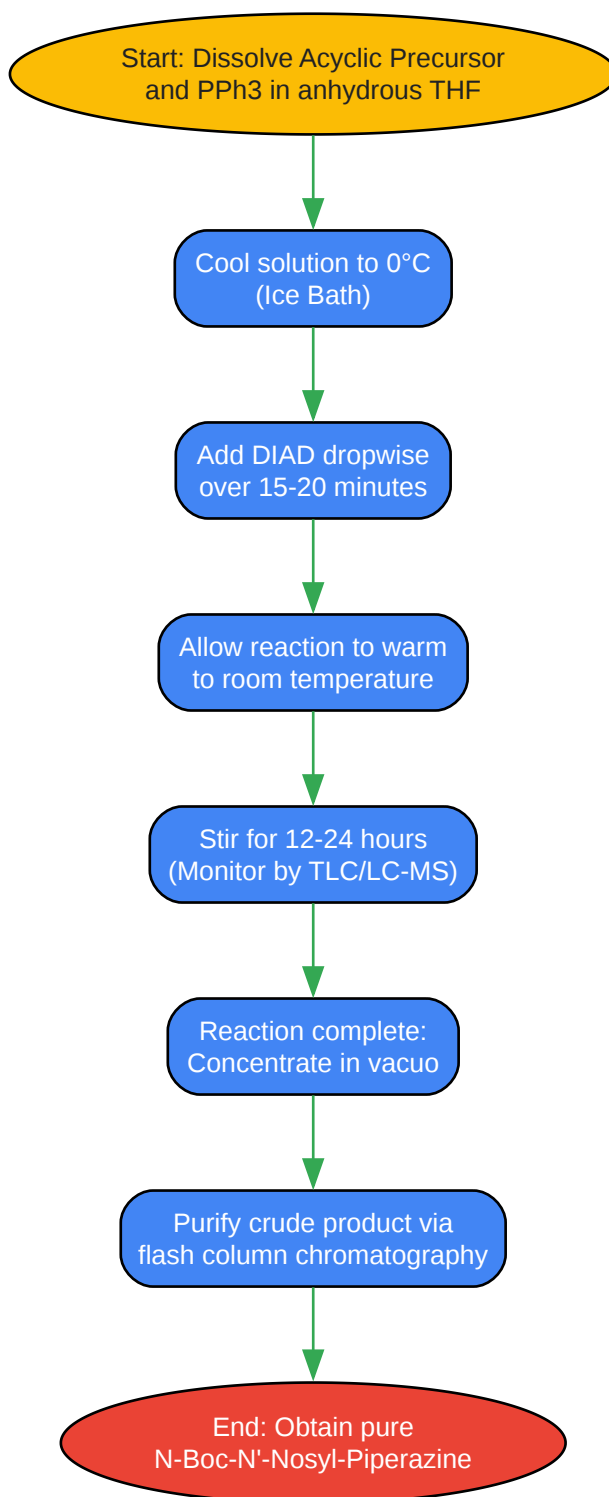 Start: Dissolve Acyclic Precursor
and PPh3 in anhydrous THF
Cool solution to 0°C
(Ice Bath)
Add DIAD dropwise
over 15-20 minutes
Allow reaction to warm
to room temperature
Stir for 12-24 hours
(Monitor by TLC/LC-MS)
Reaction complete:
Concentrate in vacuo
Purify crude product via
flash column chromatography
End: Obtain pure
N-Boc-N'-Nosyl-Piperazine